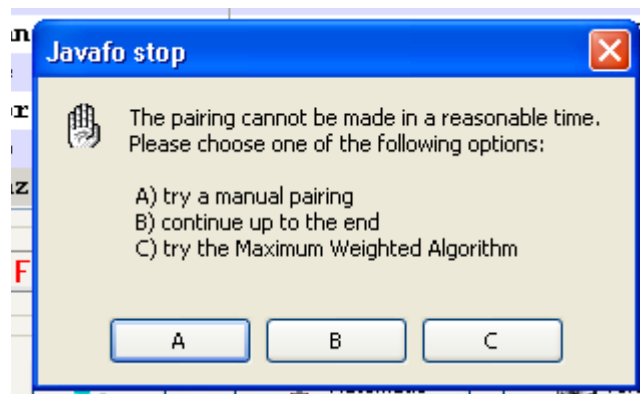 Javafo stop
The pairing cannot be made in a reasonable time.
Please choose one of the following options:
A) try a manual pairing
B) continue up to the end
C) try the Maximum Weighted Algorithm
A B C